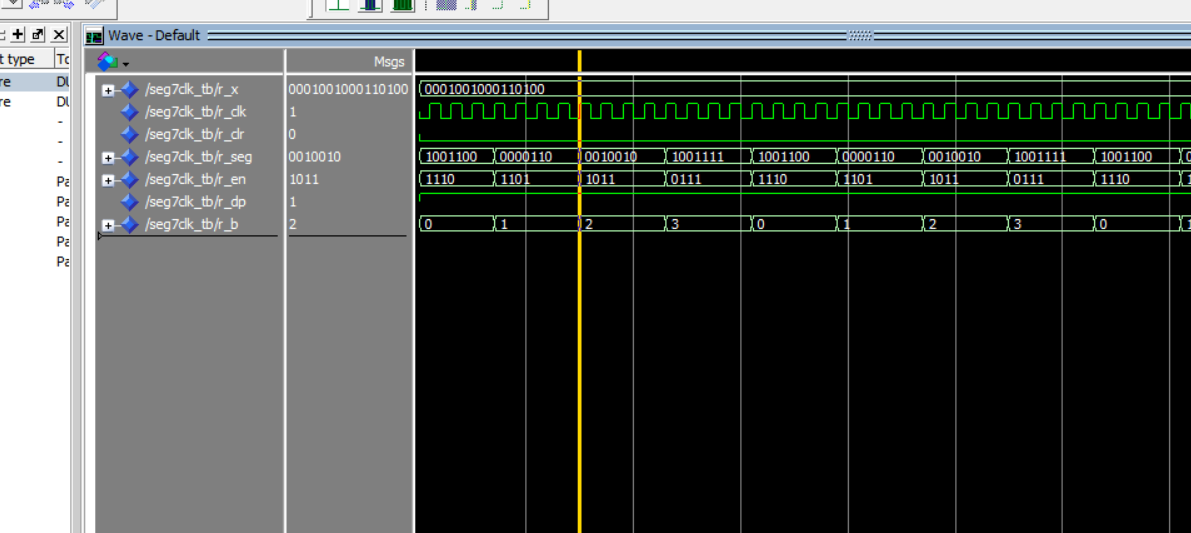 Wave - Default
t type To
Msgs
re DU
re DU
-
-
-
Pa
Pa
Pa
Pa
Pa
/seg7clk_tb/r_x 0001001000110100 0001001000110100
/seg7clk_tb/r_clk 1
/seg7clk_tb/r_clr 0
/seg7clk_tb/r_seg 0010010 1001100 0000110 0010010 1001111 1001100 0000110 0010010 1001111 1001100 0
/seg7clk_tb/r_en 1011 1110 1101 1011 0111 1110 1101 1011 0111 1110 1
/seg7clk_tb/r_dp 1
/seg7clk_tb/r_b 2 0 1 2 3 0 1 2 3 0 1